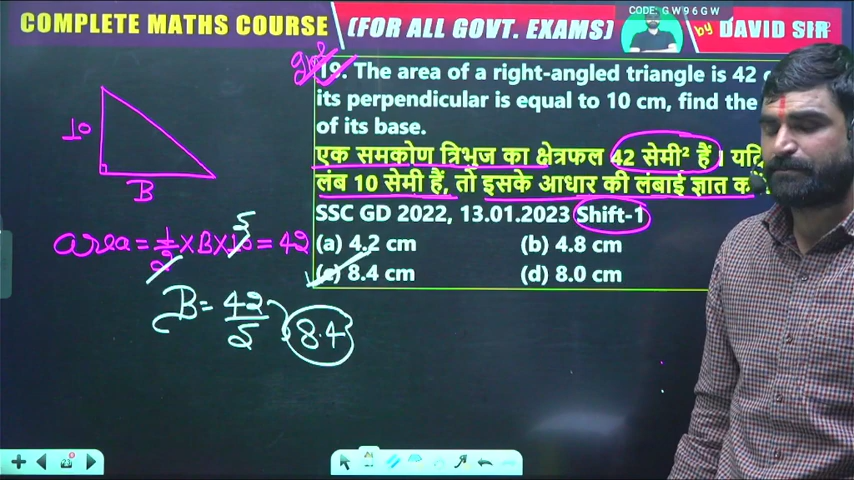 CODE: GW96GW
COMPLETE MATHS COURSE (FOR ALL GOVT. EXAMS) by DAVID SIR
19. The area of a right-angled triangle is 42
its perpendicular is equal to 10 cm, find the
of its base.
एक समकोण त्रिभुज का क्षेत्रफल 42 सेमी² हैं। यदि
लंब 10 सेमी हैं, तो इसके आधार की लंबाई ज्ञात
SSC GD 2022, 13.01.2023 Shift-1
(a) 4.2 cm (b) 4.8 cm
(c) 8.4 cm (d) 8.0 cm
10
B
area = 1/2 × B × 10 = 42
5
B = 42/5
8.4
23